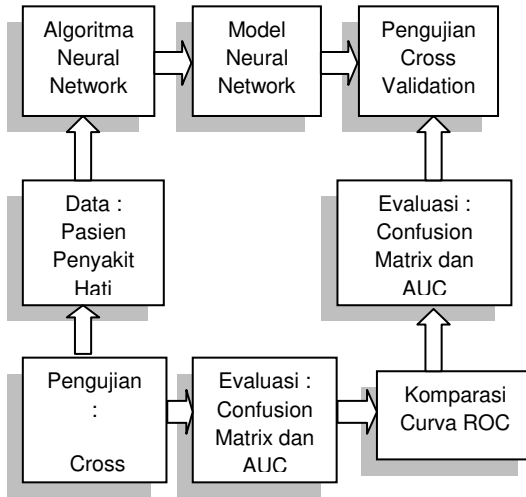 Algoritma
Neural
Network
Model
Neural
Network
Pengujian
Cross
Validation
Data :
Pasien
Penyakit
Hati
Evaluasi :
Confusion
Matrix dan
AUC
Pengujian
:
Cross
Evaluasi :
Confusion
Matrix dan
AUC
Komparasi
Curva ROC